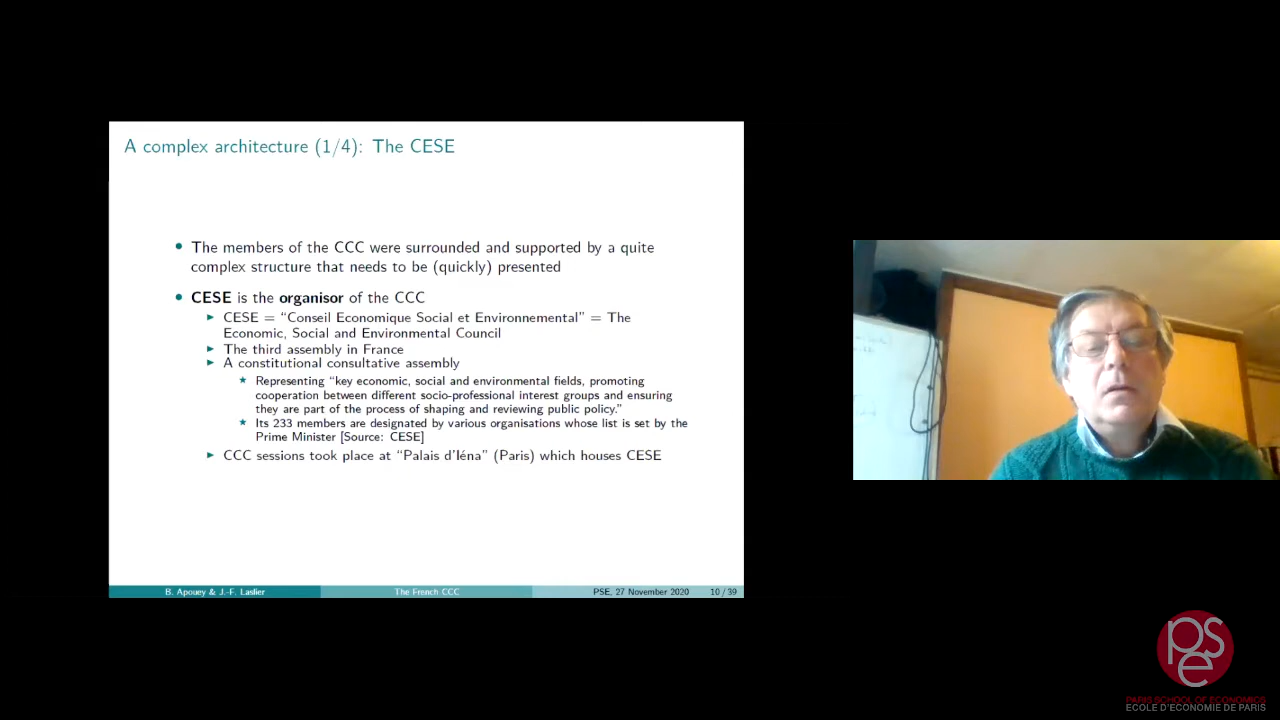 A complex architecture (1/4): The CESE
• The members of the CCC were surrounded and supported by a quite
complex structure that needs to be (quickly) presented
• CESE is the organisor of the CCC
► CESE = “Conseil Economique Social et Environnemental” = The
Economic, Social and Environmental Council
► The third assembly in France
► A constitutional consultative assembly
★ Representing “key economic, social and environmental fields, promoting
cooperation between different socio-professional interest groups and ensuring
they are part of the process of shaping and reviewing public policy.”
★ Its 233 members are designated by various organisations whose list is set by the
Prime Minister [Source: CESE]
► CCC sessions took place at “Palais d'Iéna” (Paris) which houses CESE
B. Apouey & J.-F. Laslier The French CCC PSE, 27 November 2020 10 / 39
pse
PARIS SCHOOL OF ECONOMICS
ECOLE D'ECONOMIE DE PARIS